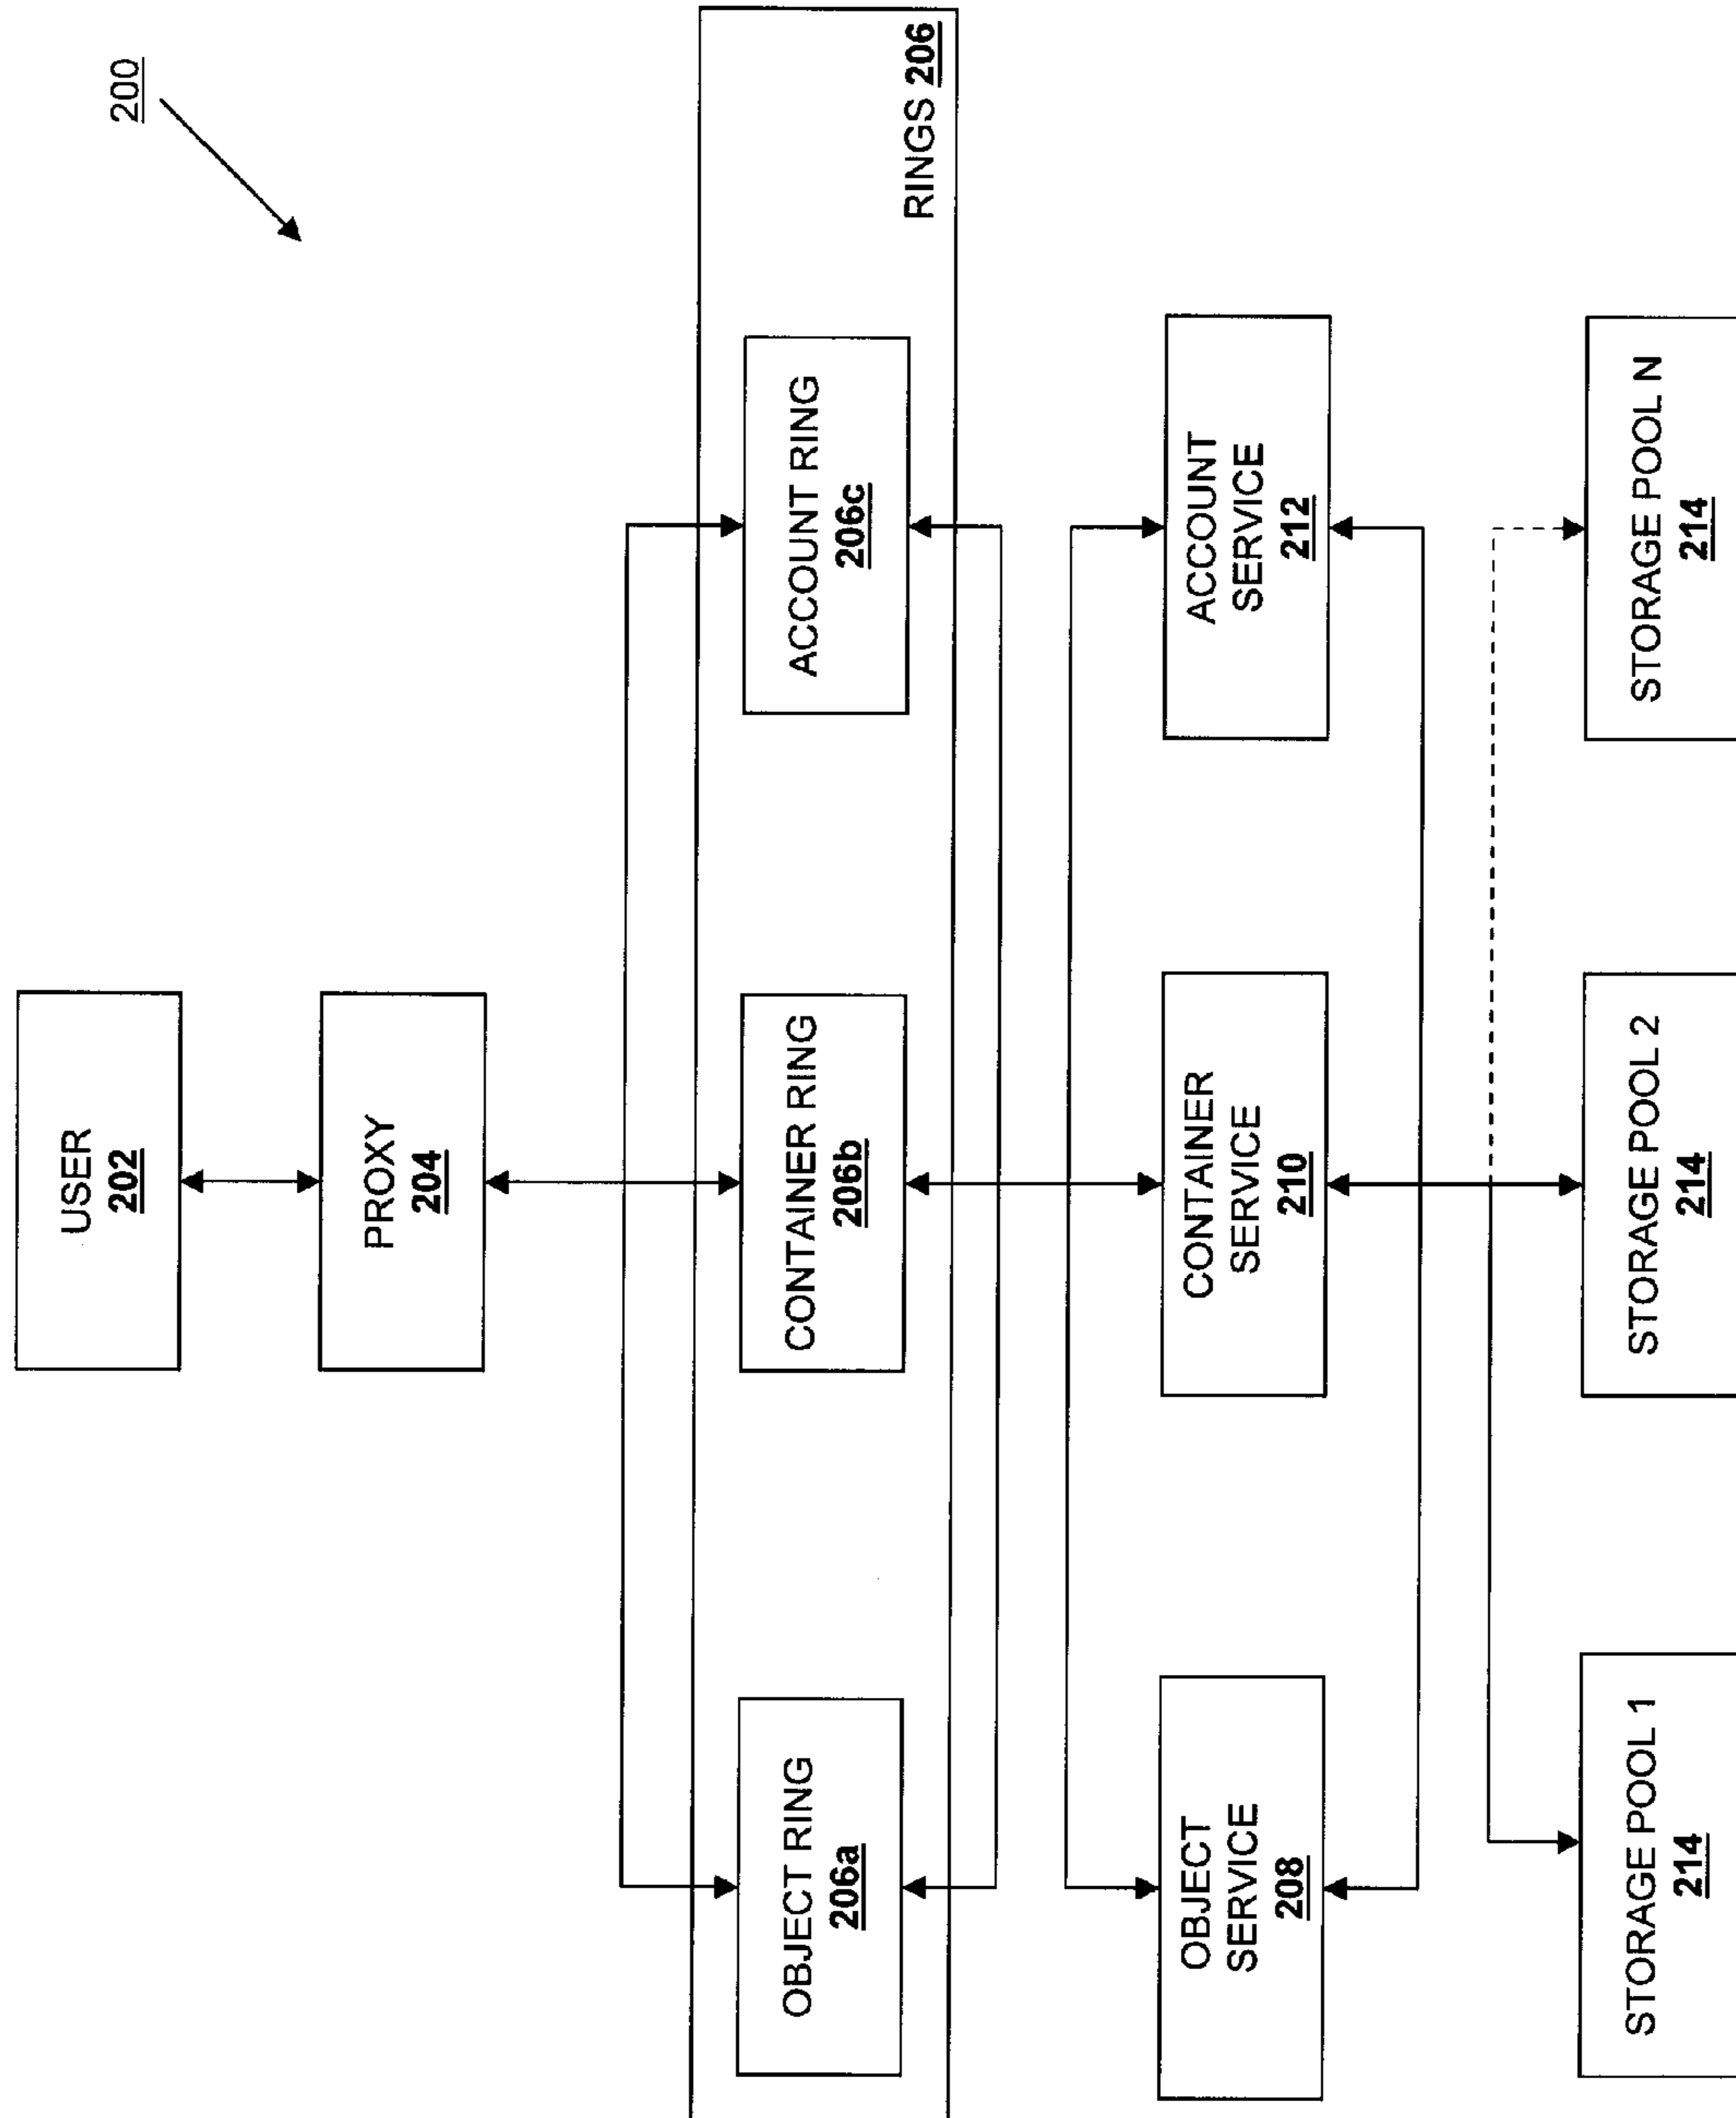 200
USER
202
PROXY
204
RINGS 206
OBJECT RING
206a
CONTAINER RING
206b
ACCOUNT RING
206c
OBJECT
SERVICE
208
CONTAINER
SERVICE
210
ACCOUNT
SERVICE
212
STORAGE POOL 1
214
STORAGE POOL 2
214
STORAGE POOL N
214